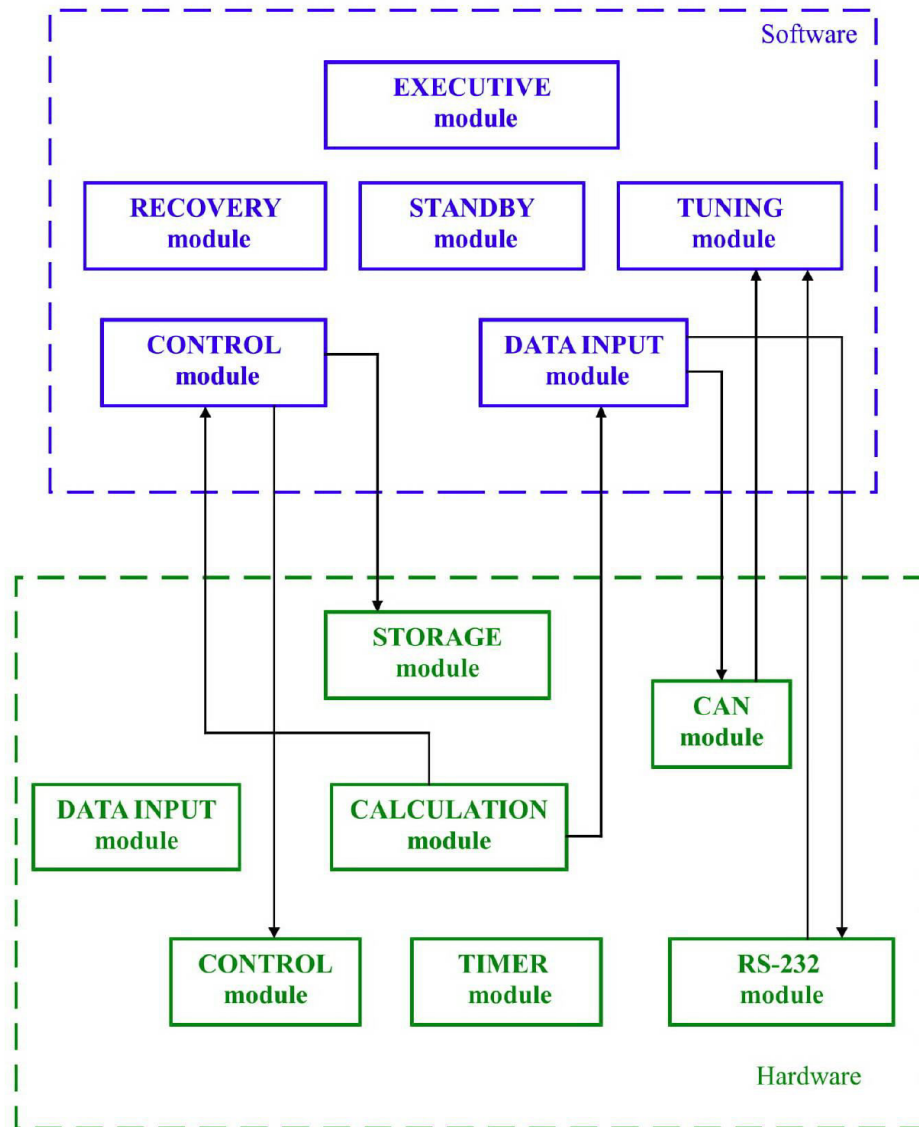 Software
EXECUTIVE
module
RECOVERY
module
STANDBY
module
TUNING
module
CONTROL
module
DATA INPUT
module
STORAGE
module
CAN
module
DATA INPUT
module
CALCULATION
module
CONTROL
module
TIMER
module
RS-232
module
Hardware